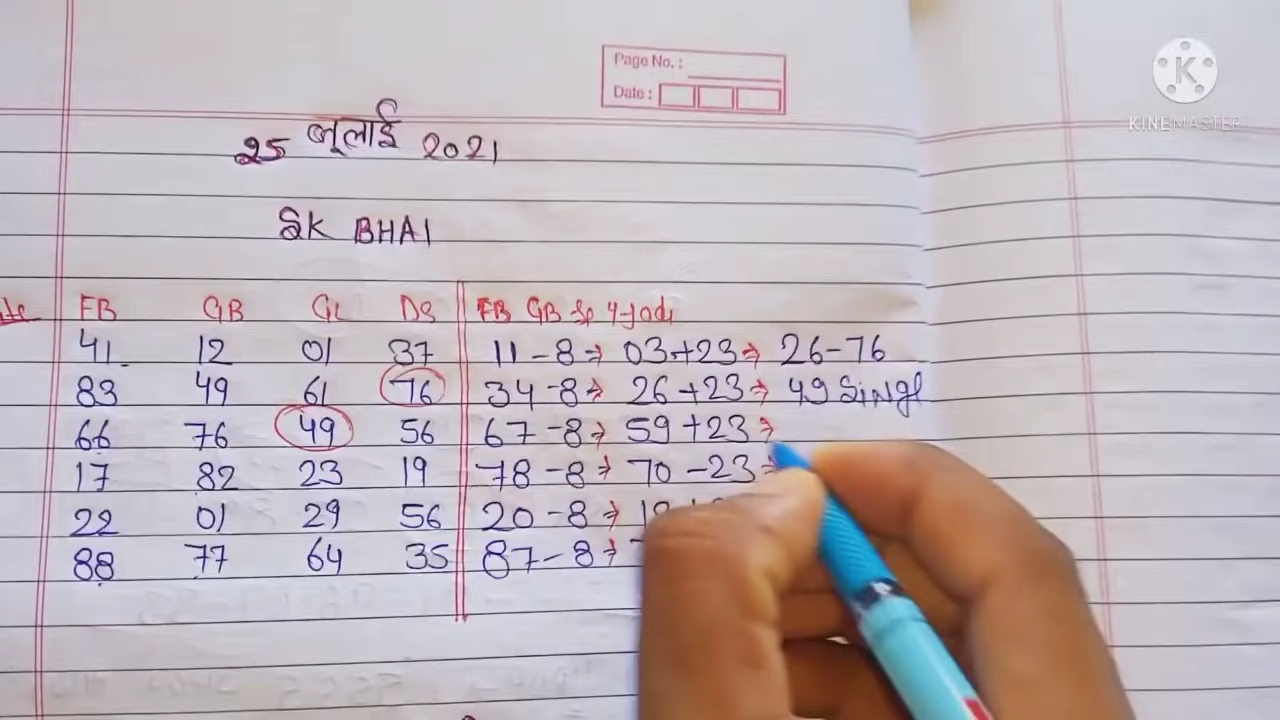 Page No. :
Date :
KINEMASTER
25 जूलाई 2021
SK BHAI
FB GB GL DS FB GB से 4-Jodi
41 12 01 37 11-8⇒ 03+23⇒ 26-76
83 49 61 76 34-8⇒ 26+23⇒ 49 Singl
66 76 49 56 67-8⇒ 59+23⇒
17 82 23 19 78-8⇒ 70-23⇒
22 01 29 56 20-8⇒
88 77 64 35 87-8⇒